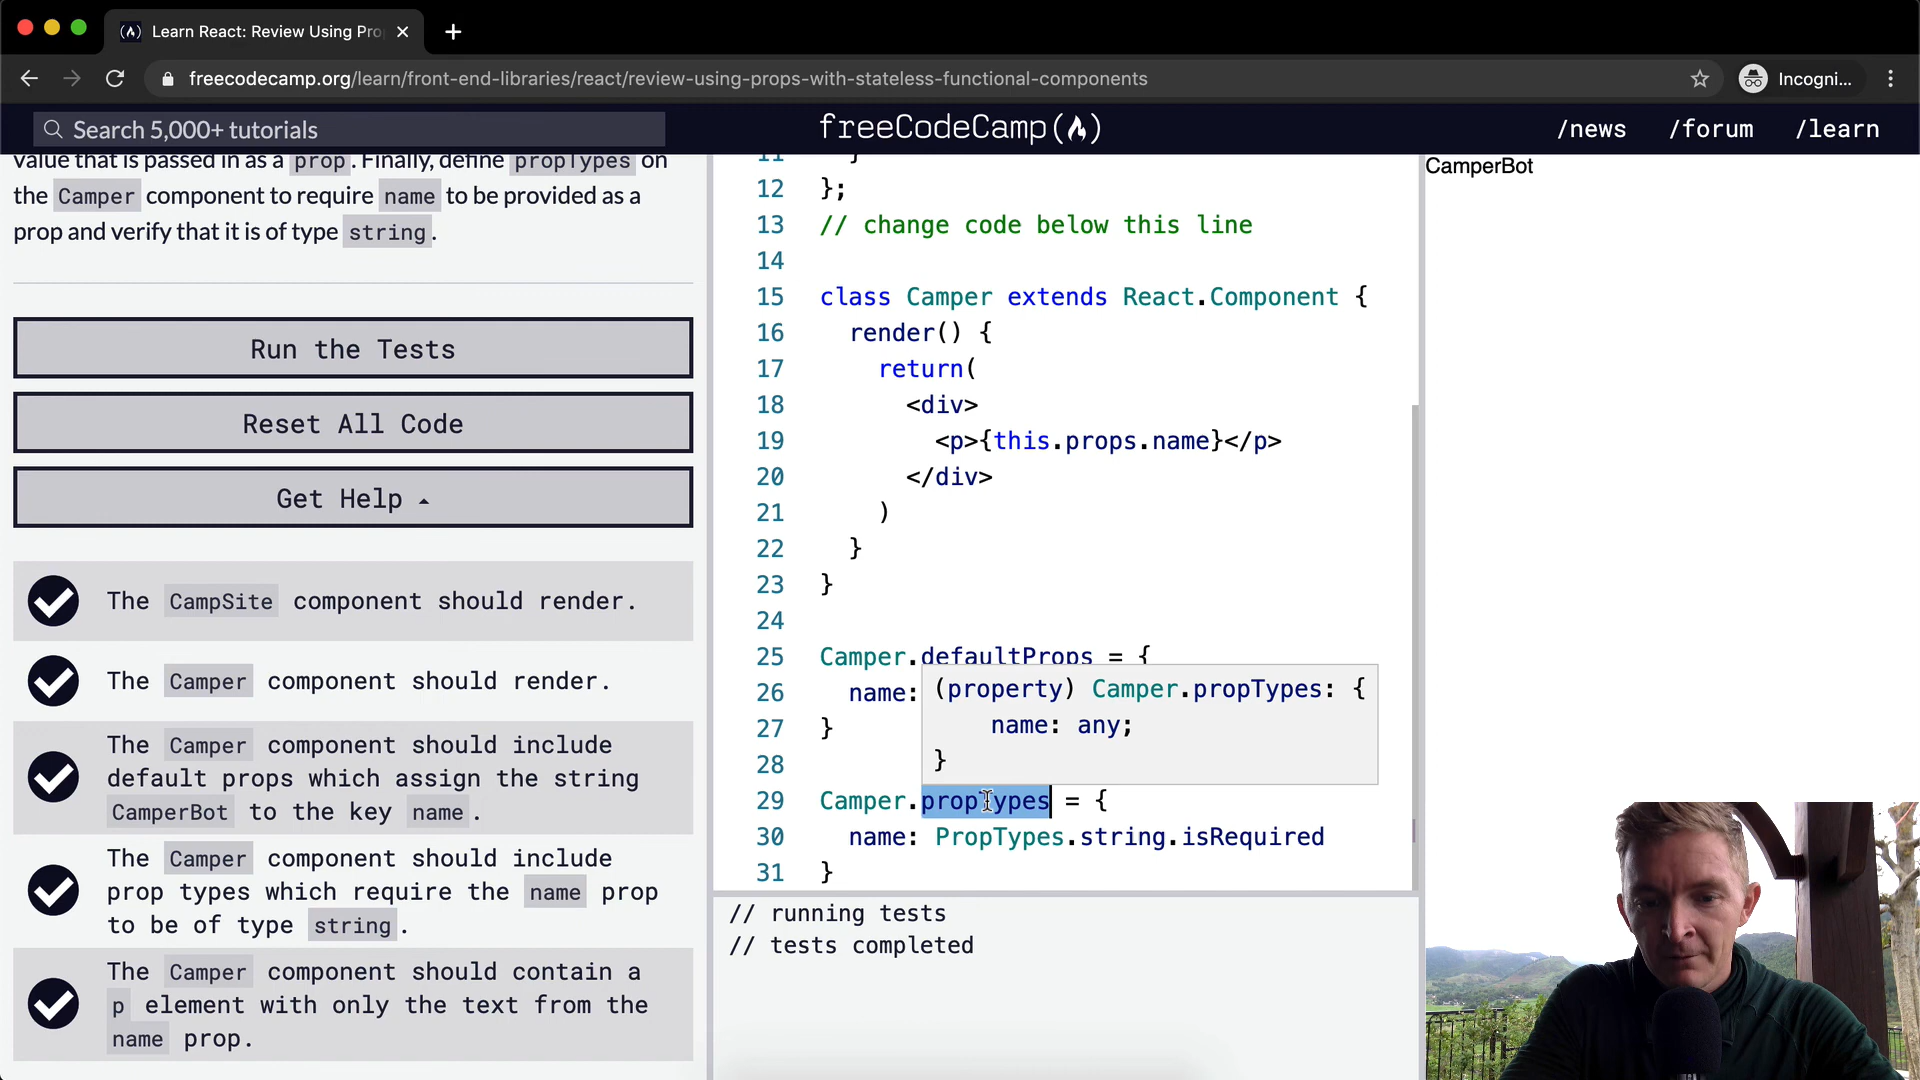 Learn React: Review Using Pro
freecodecamp.org/learn/front-end-libraries/react/review-using-props-with-stateless-functional-components
Incogni...
Search 5,000+ tutorials
freeCodeCamp
/news /forum /learn
value that is passed in as a prop. Finally, define propTypes on
the Camper component to require name to be provided as a
prop and verify that it is of type string.
Run the Tests
Reset All Code
Get Help
The CampSite component should render.
The Camper component should render.
The Camper component should include
default props which assign the string
CamperBot to the key name.
The Camper component should include
prop types which require the name prop
to be of type string.
The Camper component should contain a
p element with only the text from the
name prop.
11 }
12 };
13 // change code below this line
14
15 class Camper extends React.Component {
16 render() {
17 return(
18 <div>
19 <p>{this.props.name}</p>
20 </div>
21 )
22 }
23 }
24
25 Camper.defaultProps = {
26 name:
27 }
28
(property) Camper.propTypes: {
name: any;
}
29 Camper.propTypes = {
30 name: PropTypes.string.isRequired
31 }
// running tests
// tests completed
CamperBot